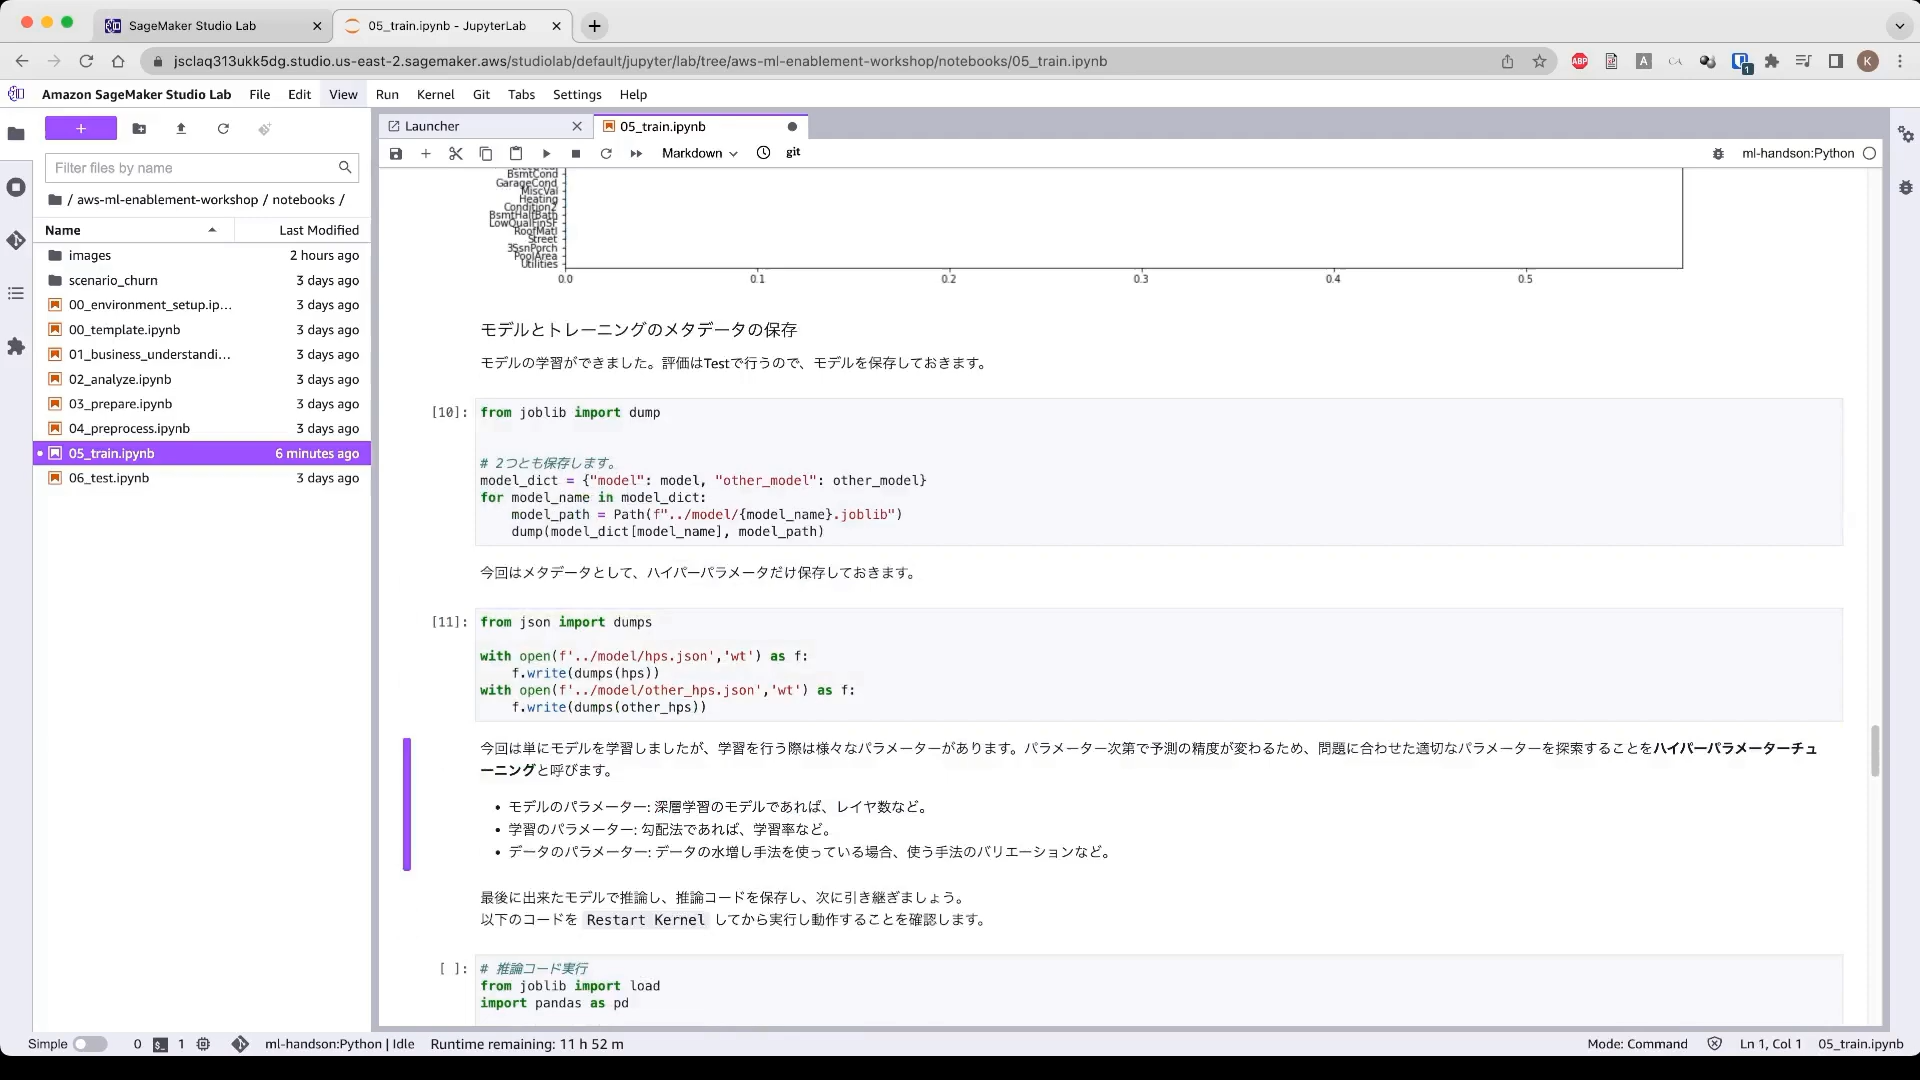 SageMaker Studio Lab
05_train.ipynb - JupyterLab
jsclaq313ukk5dg.studio.us-east-2.sagemaker.aws/studiolab/default/jupyter/lab/tree/aws-ml-enablement-workshop/notebooks/05_train.ipynb
ABP
A
CA
1
K
Amazon SageMaker Studio Lab File Edit View Run Kernel Git Tabs Settings Help
Launcher
05_train.ipynb
Markdown
git
ml-handson:Python
Filter files by name
/ aws-ml-enablement-workshop / notebooks /
Name Last Modified
images 2 hours ago
scenario_churn 3 days ago
00_environment_setup.ip... 3 days ago
00_template.ipynb 3 days ago
01_business_understandi... 3 days ago
02_analyze.ipynb 3 days ago
03_prepare.ipynb 3 days ago
04_preprocess.ipynb 3 days ago
05_train.ipynb 6 minutes ago
06_test.ipynb 3 days ago
BsmtCond
GarageCond
MiscVal
Heating
Condition2
BsmtHalfBath
LowQualFinSF
RoofMatl
Street
3SsnPorch
PoolArea
Utilities
0.0 0.1 0.2 0.3 0.4 0.5
モデルとトレーニングのメタデータの保存
モデルの学習ができました。評価はTestで行うので、モデルを保存しておきます。
[10]: from joblib import dump
# 2つとも保存します。
model_dict = {"model": model, "other_model": other_model}
for model_name in model_dict:
model_path = Path(f"../model/{model_name}.joblib")
dump(model_dict[model_name], model_path)
今回はメタデータとして、ハイパーパラメータだけ保存しておきます。
[11]: from json import dumps
with open(f'../model/hps.json','wt') as f:
f.write(dumps(hps))
with open(f'../model/other_hps.json','wt') as f:
f.write(dumps(other_hps))
今回は単にモデルを学習しましたが、学習を行う際は様々なパラメーターがあります。パラメーター次第で予測の精度が変わるため、問題に合わせた適切なパラメーターを探索することをハイパーパラメーターチュ
ーニングと呼びます。
• モデルのパラメーター: 深層学習のモデルであれば、レイヤ数など。
• 学習のパラメーター: 勾配法であれば、学習率など。
• データのパラメーター: データの水増し手法を使っている場合、使う手法のバリエーションなど。
最後に出来たモデルで推論し、推論コードを保存し、次に引き継ぎましょう。
以下のコードを Restart Kernel してから実行し動作することを確認します。
[ ]: # 推論コード実行
from joblib import load
import pandas as pd
Simple 0 1 ml-handson:Python | Idle Runtime remaining: 11 h 52 m Mode: Command Ln 1, Col 1 05_train.ipynb